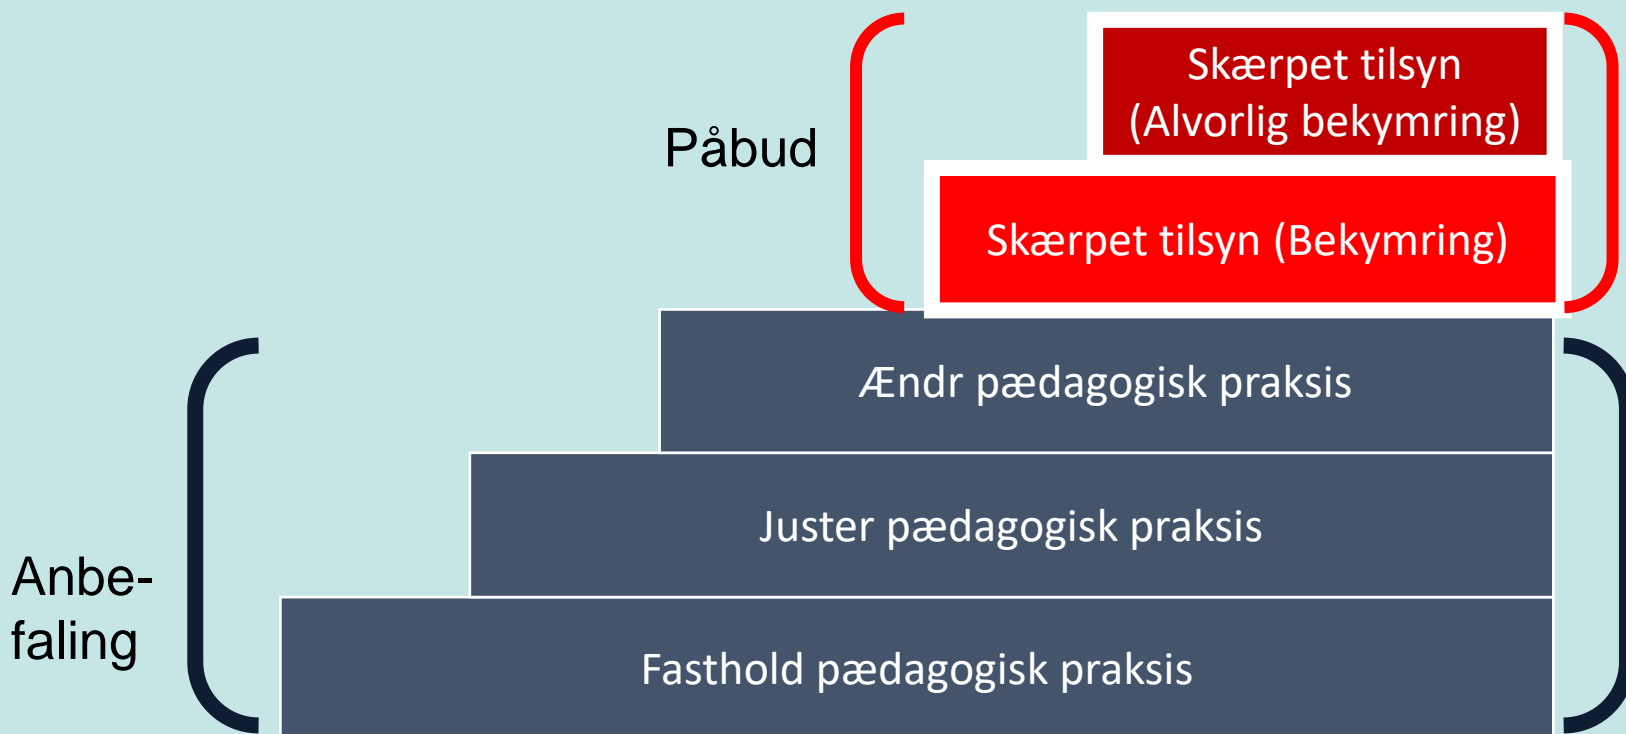 Skærpet tilsyn
(Alvorlig bekymring)
Påbud
Skærpet tilsyn (Bekymring)
Ændr pædagogisk praksis
Juster pædagogisk praksis
Anbe-
faling
Fasthold pædagogisk praksis